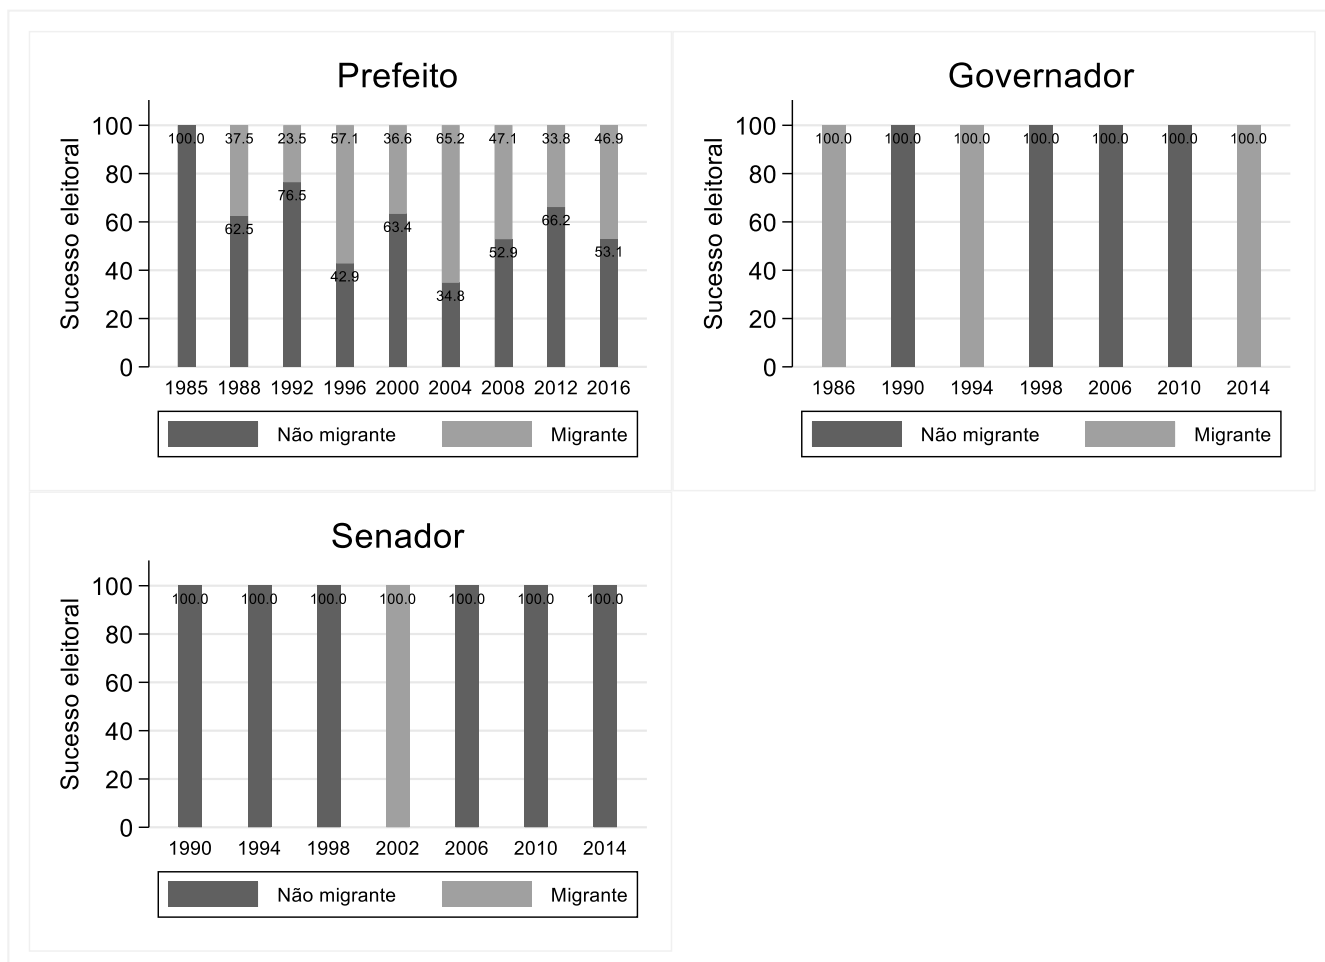 Prefeito
Sucesso eleitoral
100
80
60
40
20
0
100.0 37.5 23.5 57.1 36.6 65.2 47.1 33.8 46.9
62.5 76.5 42.9 63.4 34.8 52.9 66.2 53.1
1985 1988 1992 1996 2000 2004 2008 2012 2016
Não migrante Migrante
Governador
Sucesso eleitoral
100
80
60
40
20
0
100.0 100.0 100.0 100.0 100.0 100.0 100.0
1986 1990 1994 1998 2006 2010 2014
Não migrante Migrante
Senador
Sucesso eleitoral
100
80
60
40
20
0
100.0 100.0 100.0 100.0 100.0 100.0 100.0
1990 1994 1998 2002 2006 2010 2014
Não migrante Migrante